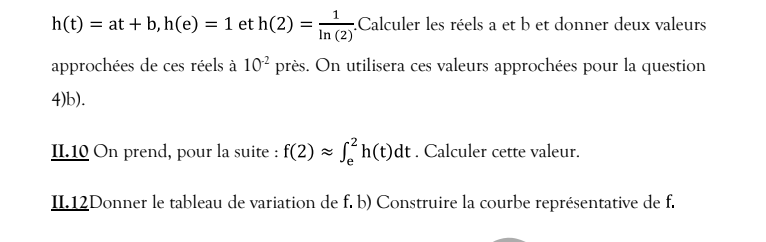 h(t) = at + b, h(e) = 1 et h(2) = 1/ln (2).Calculer les réels a et b et donner deux valeurs
approchées de ces réels à 10⁻² près. On utilisera ces valeurs approchées pour la question
4)b).
II.10 On prend, pour la suite : f(2) ≈ ∫ₑ² h(t)dt . Calculer cette valeur.
II.12Donner le tableau de variation de f. b) Construire la courbe représentative de f.